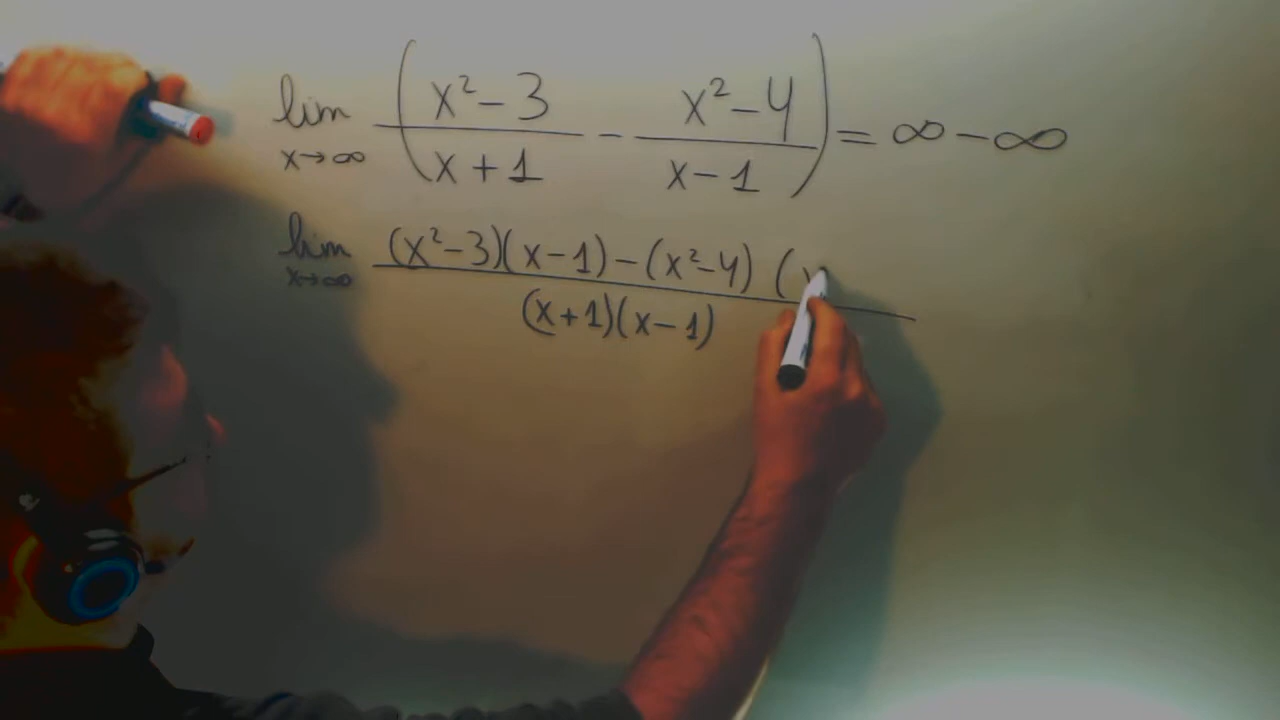 lim x→∞ ( x²-3 / x+1 - x²-4 / x-1 ) = ∞-∞
lim x→∞ (x²-3)(x-1)-(x²-4) ( / (x+1)(x-1)